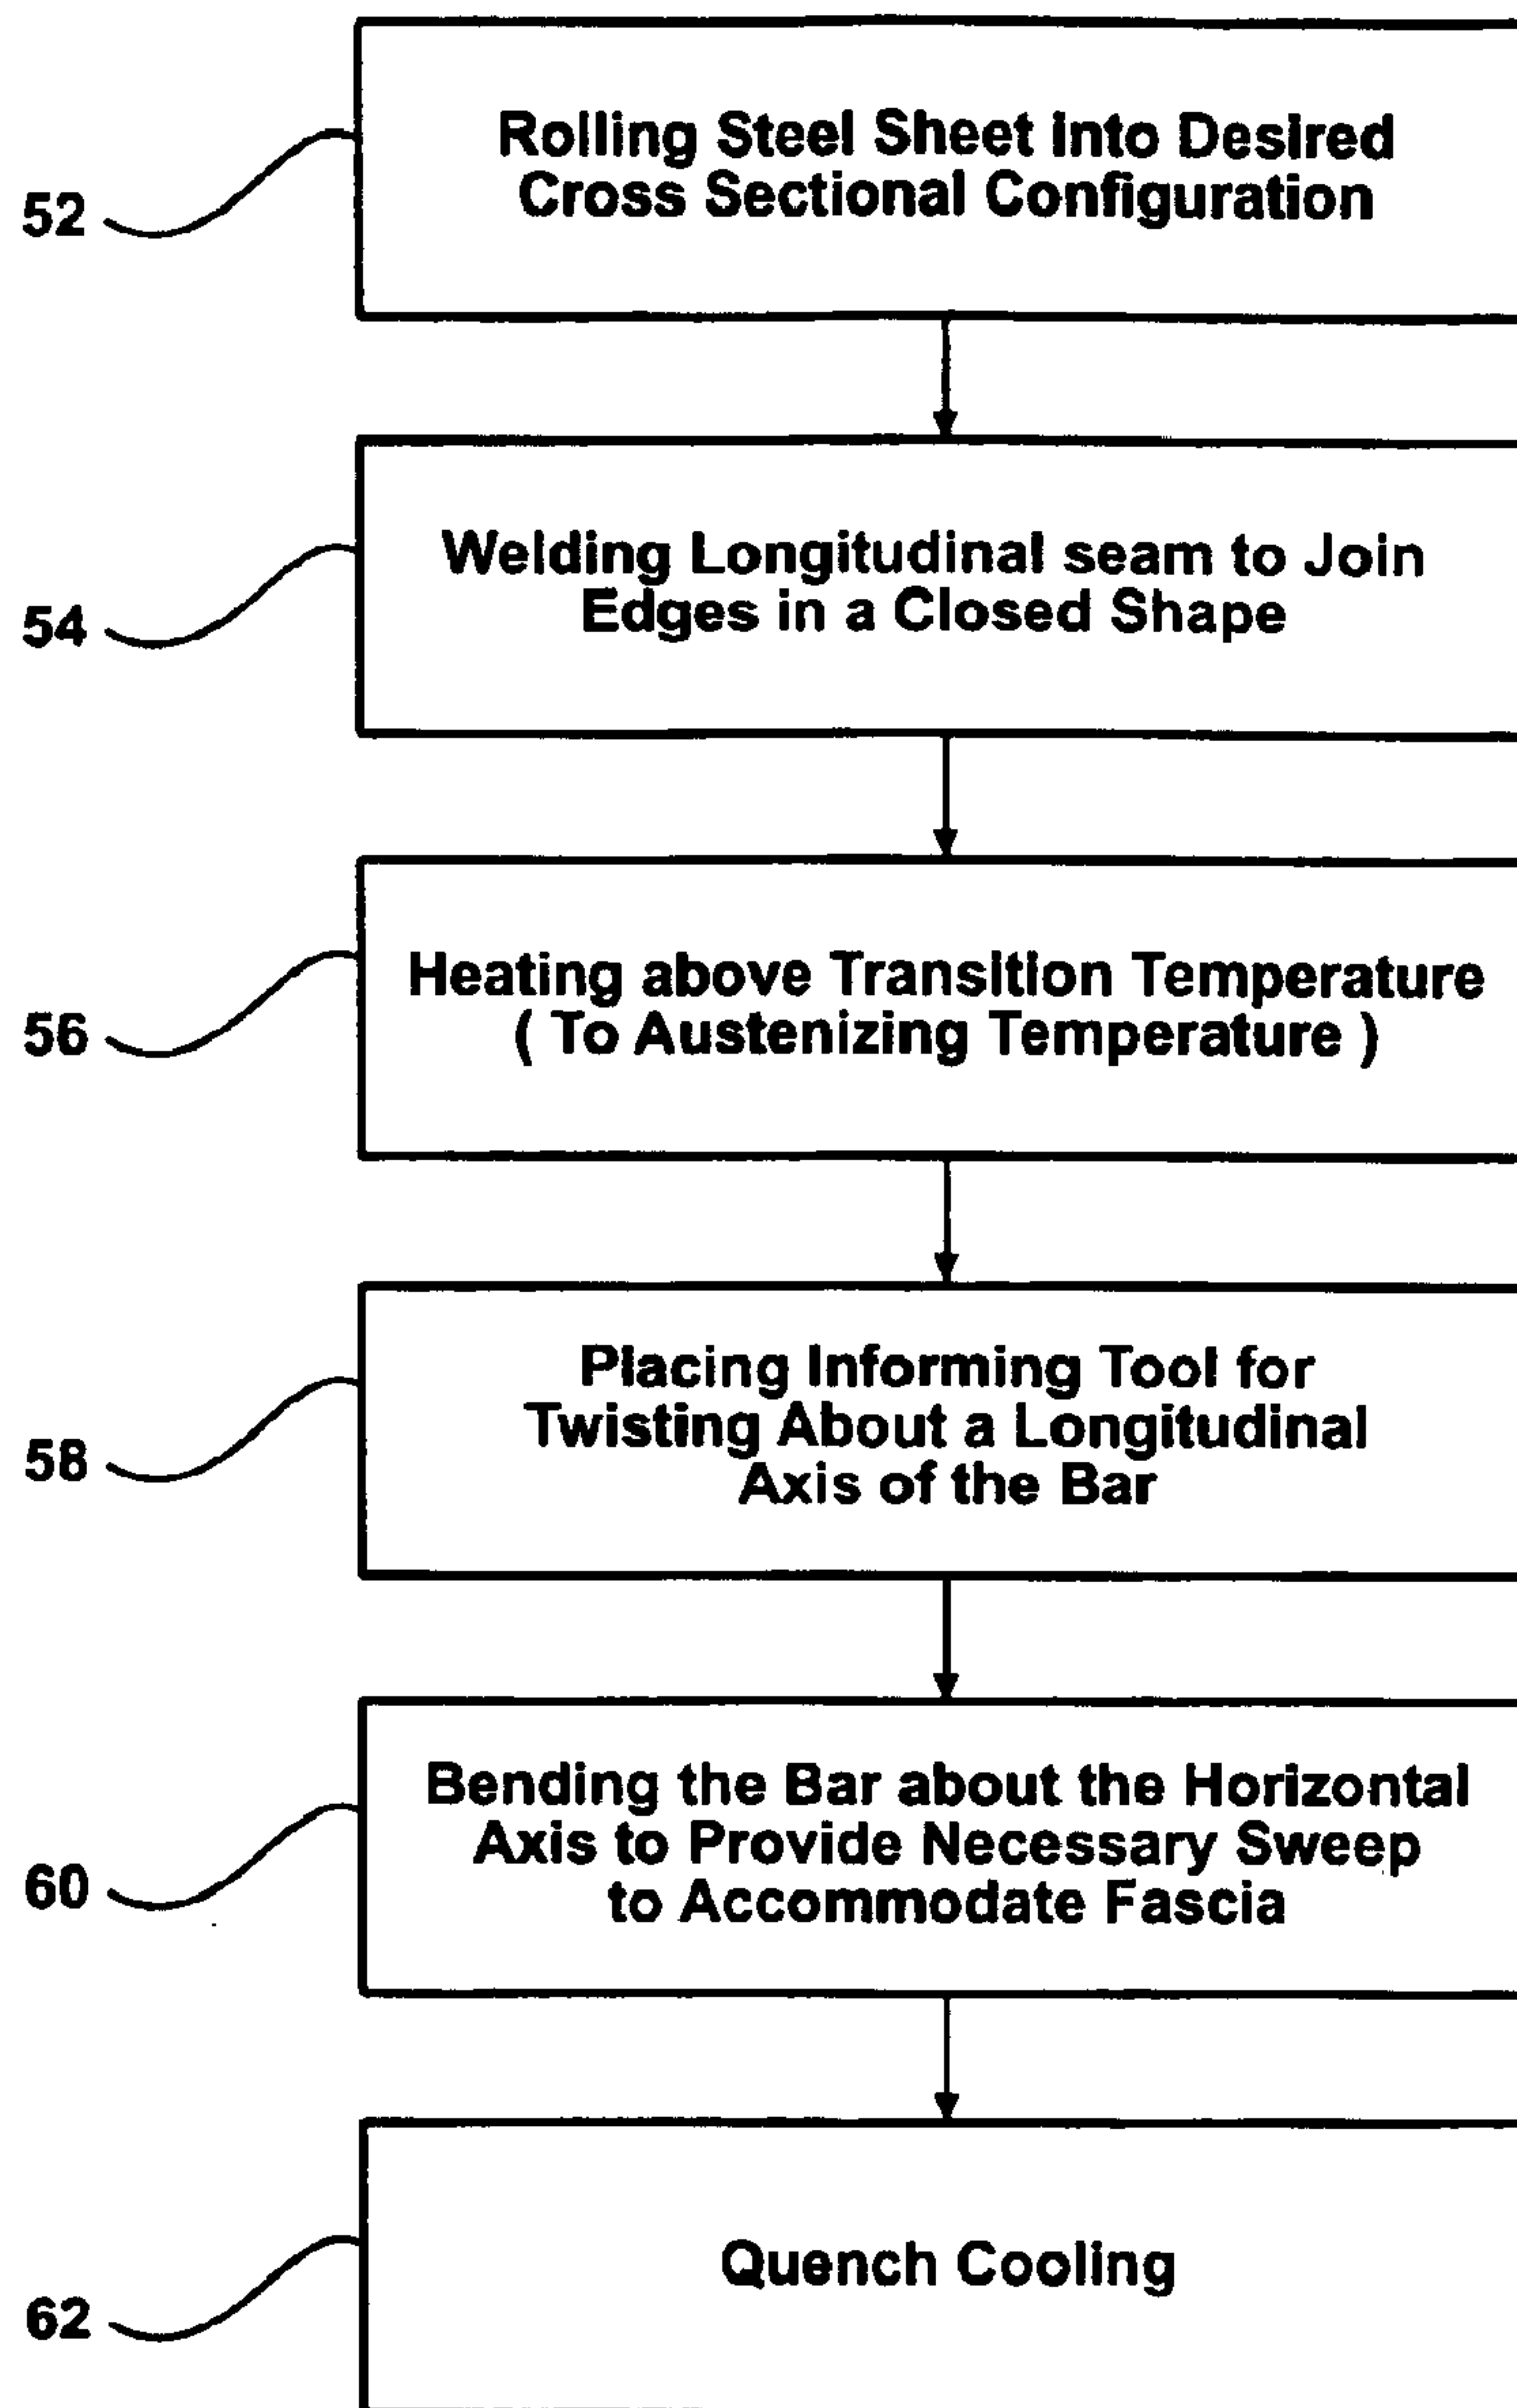 Rolling Steel Sheet Into Desired
Cross Sectional Configuration
52
Welding Longitudinal seam to Join
Edges in a Closed Shape
54
Heating above Transition Temperature
( To Austenizing Temperature )
56
Placing Informing Tool for
Twisting About a Longitudinal
Axis of the Bar
58
Bending the Bar about the Horizontal
Axis to Provide Necessary Sweep
to Accommodate Fascia
60
Quench Cooling
62